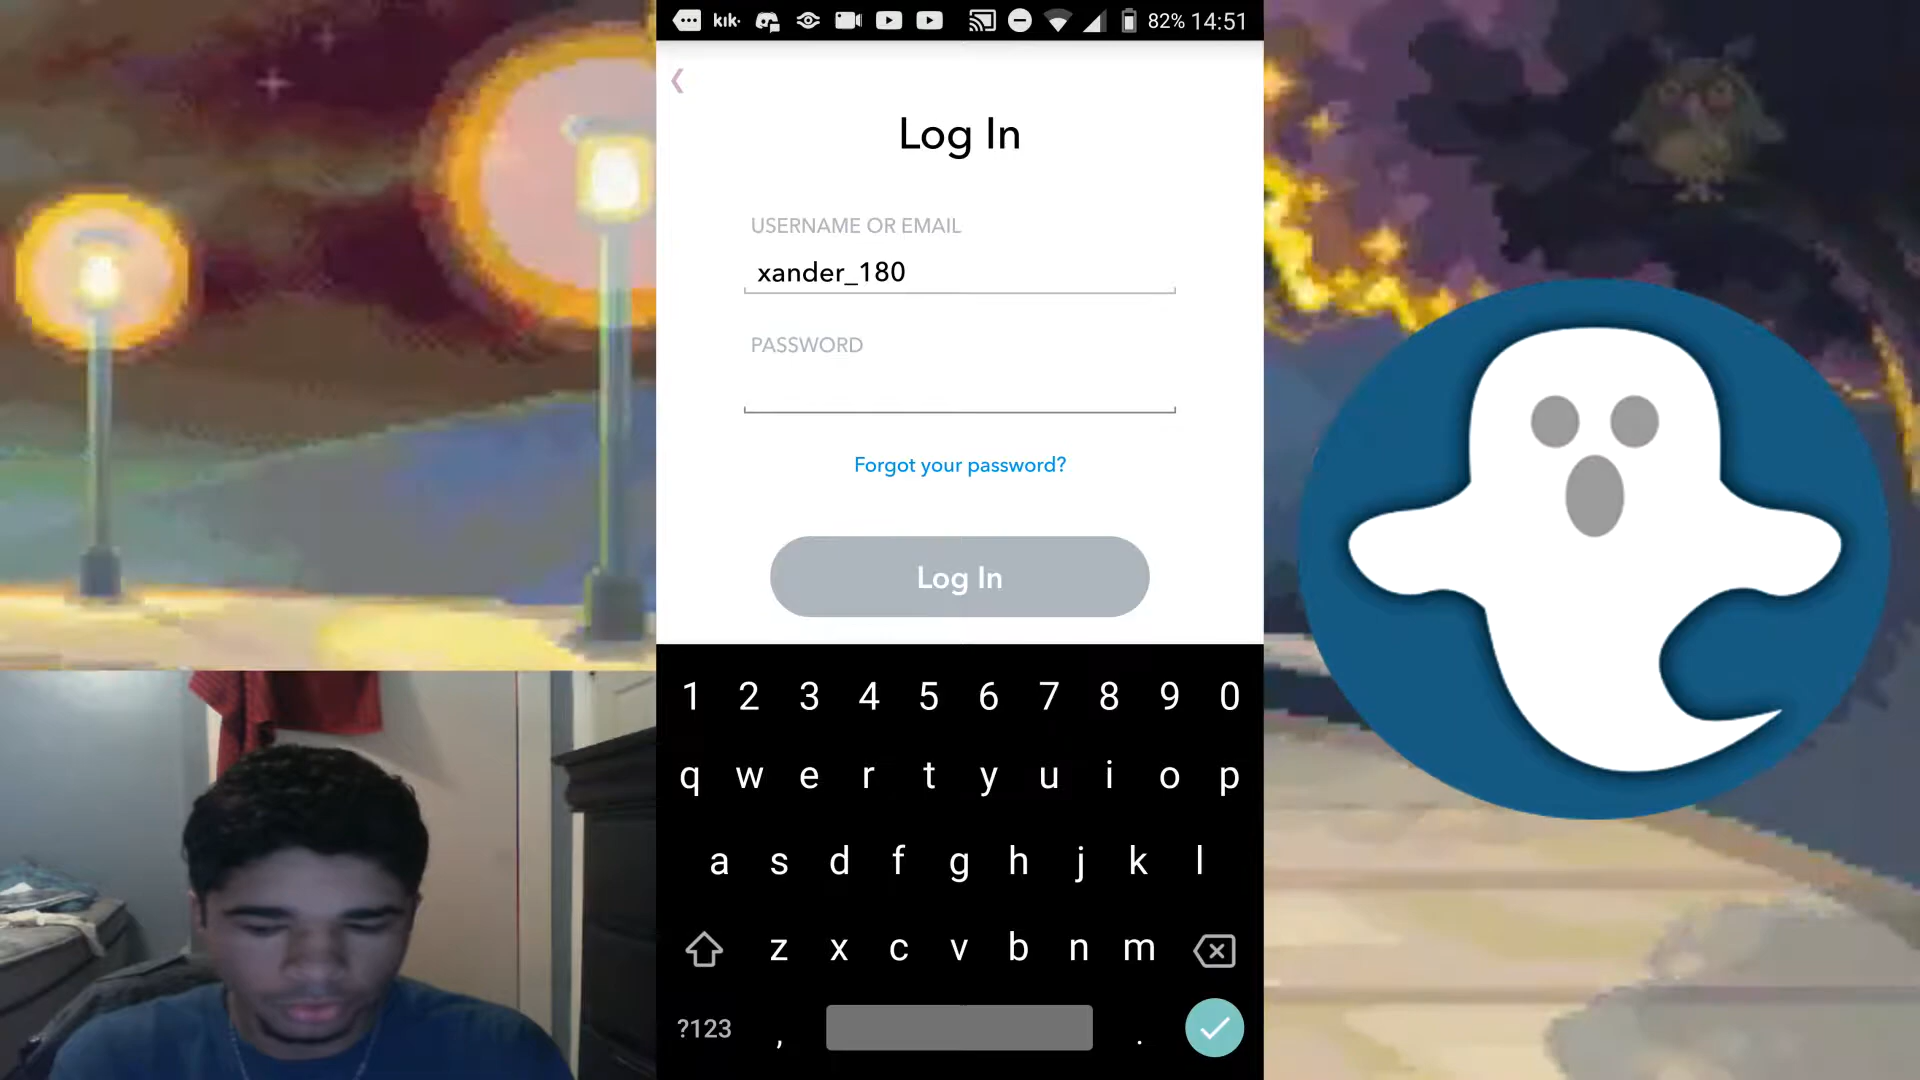 kik·
82% 14:51
Log In
USERNAME OR EMAIL
xander_180
PASSWORD
Forgot your password?
Log In
1 2 3 4 5 6 7 8 9 0
q w e r t y u i o p
a s d f g h j k l
z x c v b n m
?123 , .